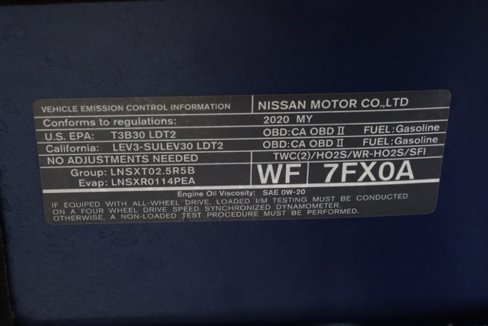 VEHICLE EMISSION CONTROL INFORMATION NISSAN MOTOR CO.,LTD
Conforms to regulations: 2020 MY
U.S. EPA: T3B30 LDT2 OBD:CA OBD II FUEL:Gasoline
California: LEV3-SULEV30 LDT2 OBD:CA OBD II FUEL:Gasoline
NO ADJUSTMENTS NEEDED TWC(2)/HO2S/WR-HO2S/SFI
Group: LNSXT02.5R5B WF 7FX0A
Evap: LNSXR0114PEA
Engine Oil Viscosity: SAE 0W-20
IF EQUIPED WITH ALL-WHEEL DRIVE, LOADED I/M TESTING MUST BE CONDUCTED
ON A FOUR WHEEL DRIVE SPEED SYNCHRONIZED DYNAMOMETER.
OTHERWISE, A NON-LOADED TEST PROCEDURE MUST BE PERFORMED.